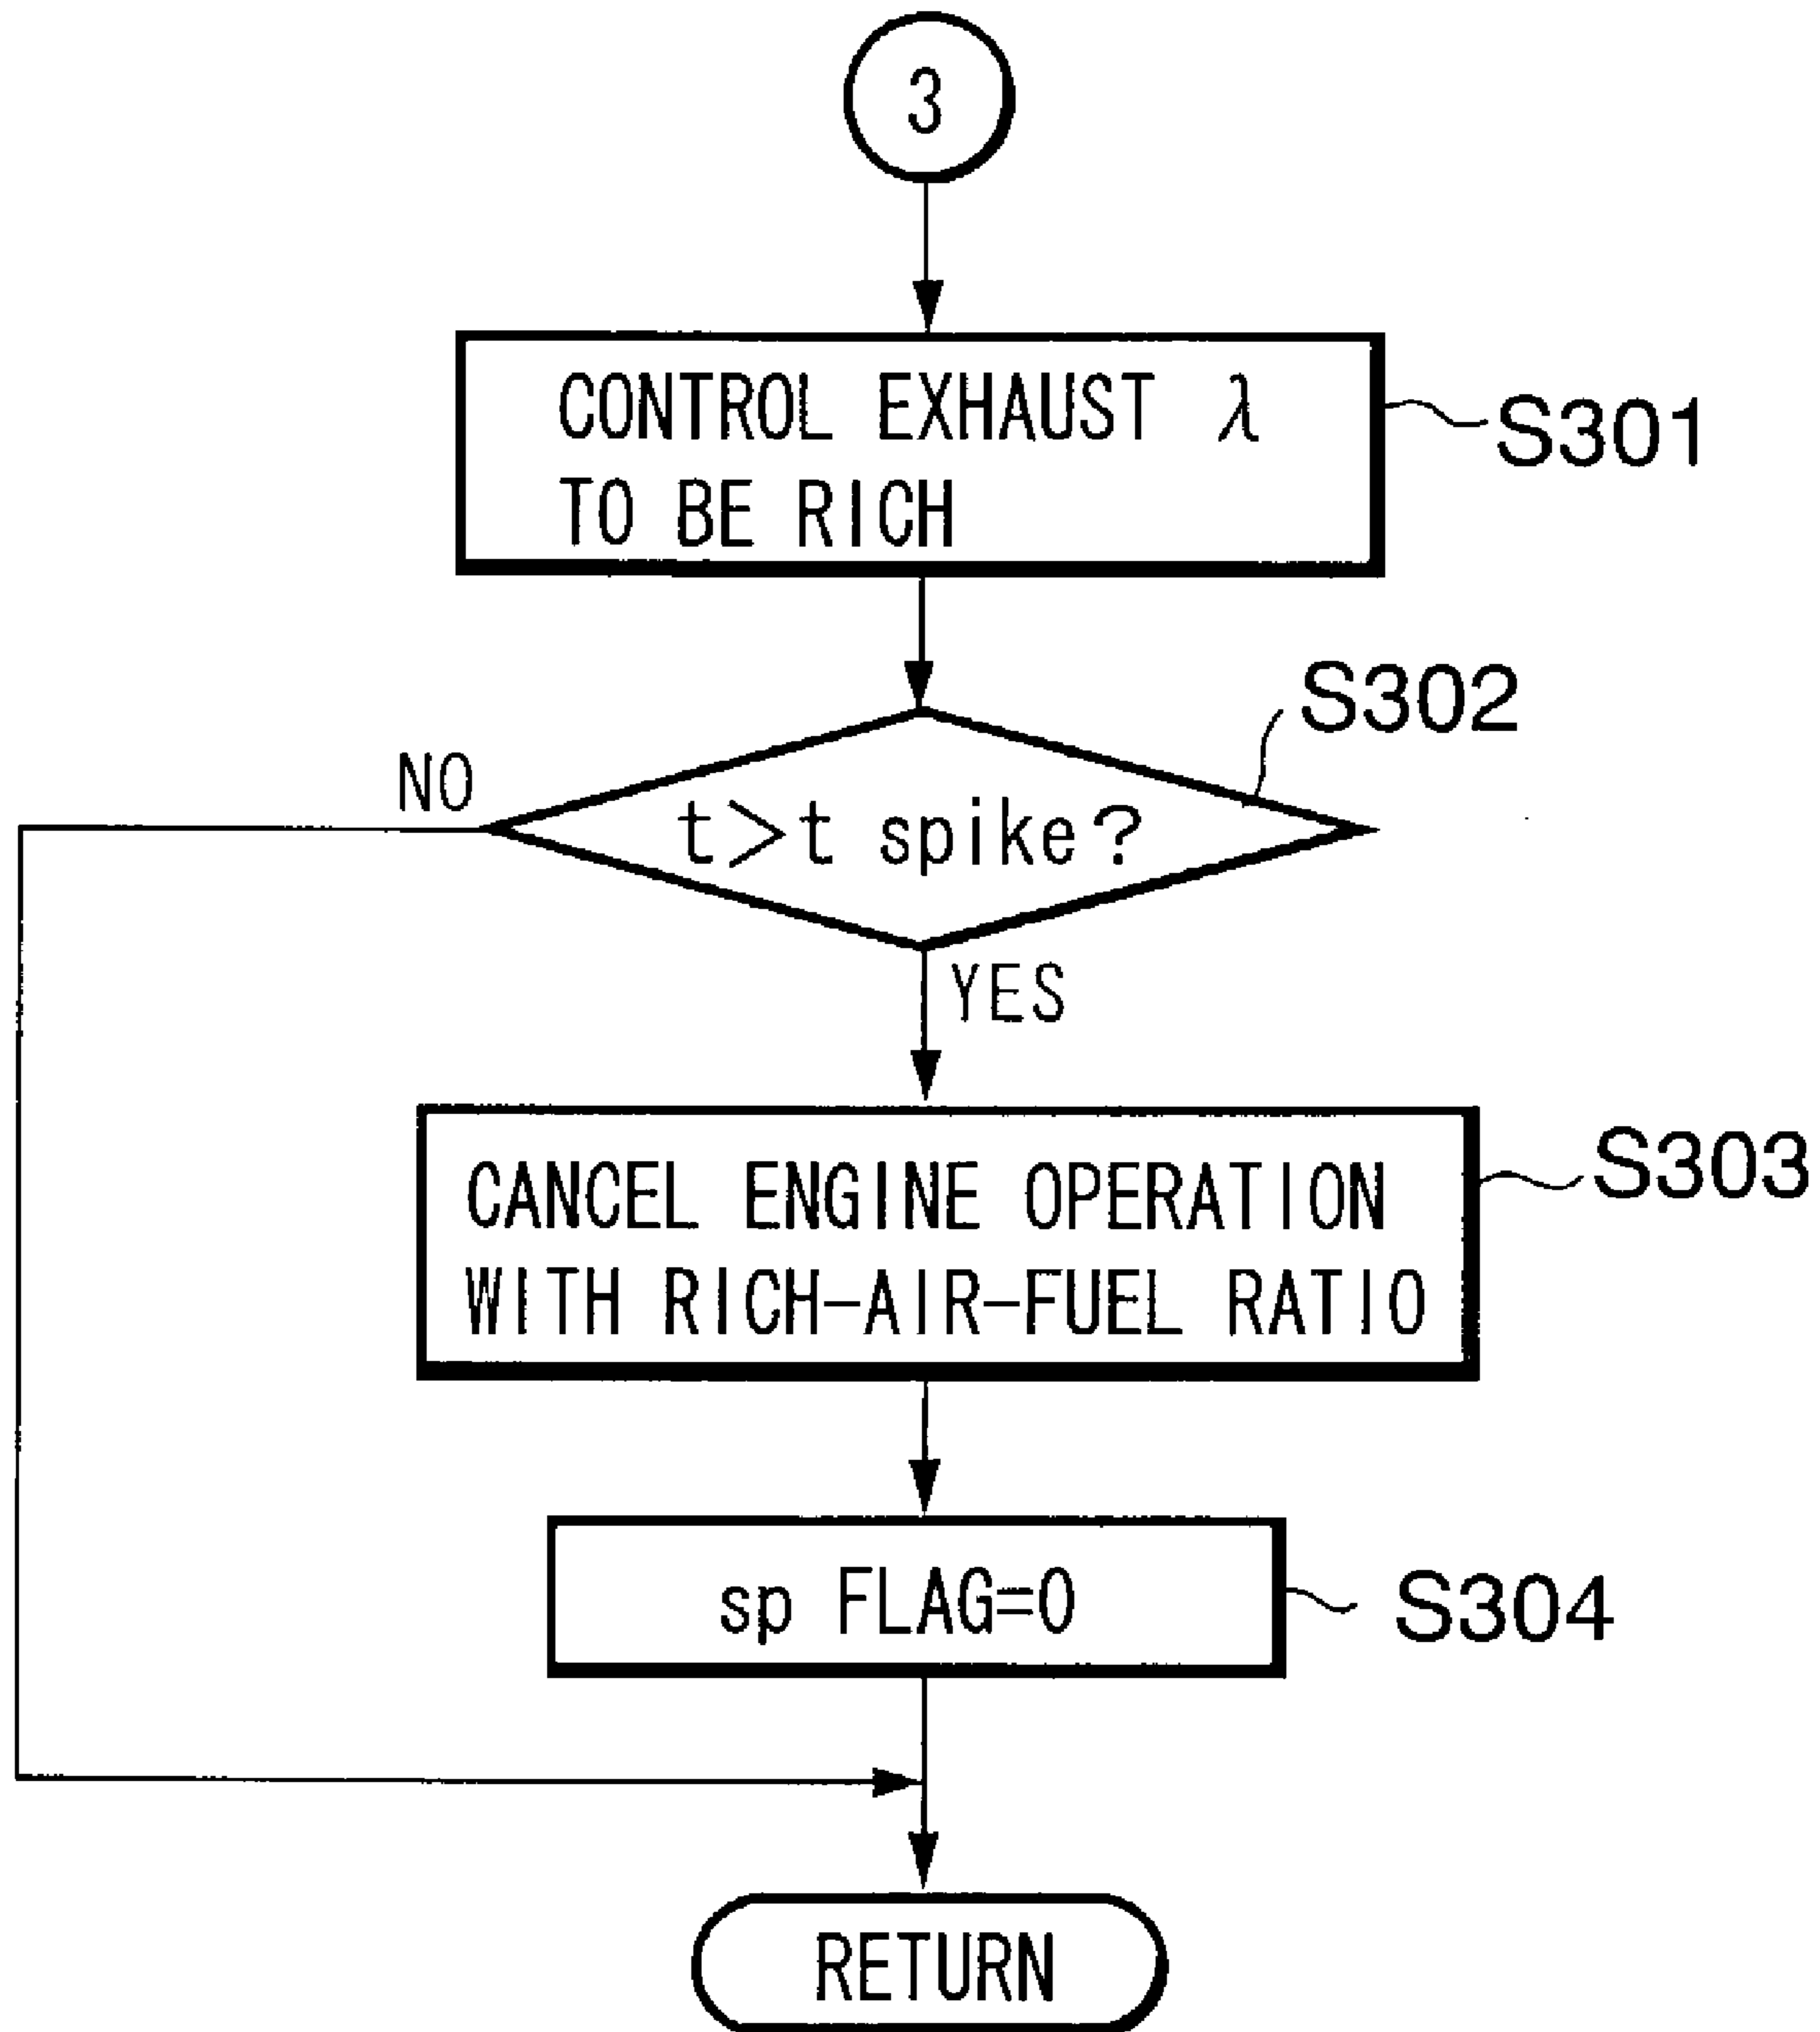 3
CONTROL EXHAUST λ
TO BE RICH
S301
S302
NO
t>t spike?
YES
CANCEL ENGINE OPERATION
WITH RICH-AIR-FUEL RATIO
S303
sp FLAG=0
S304
RETURN